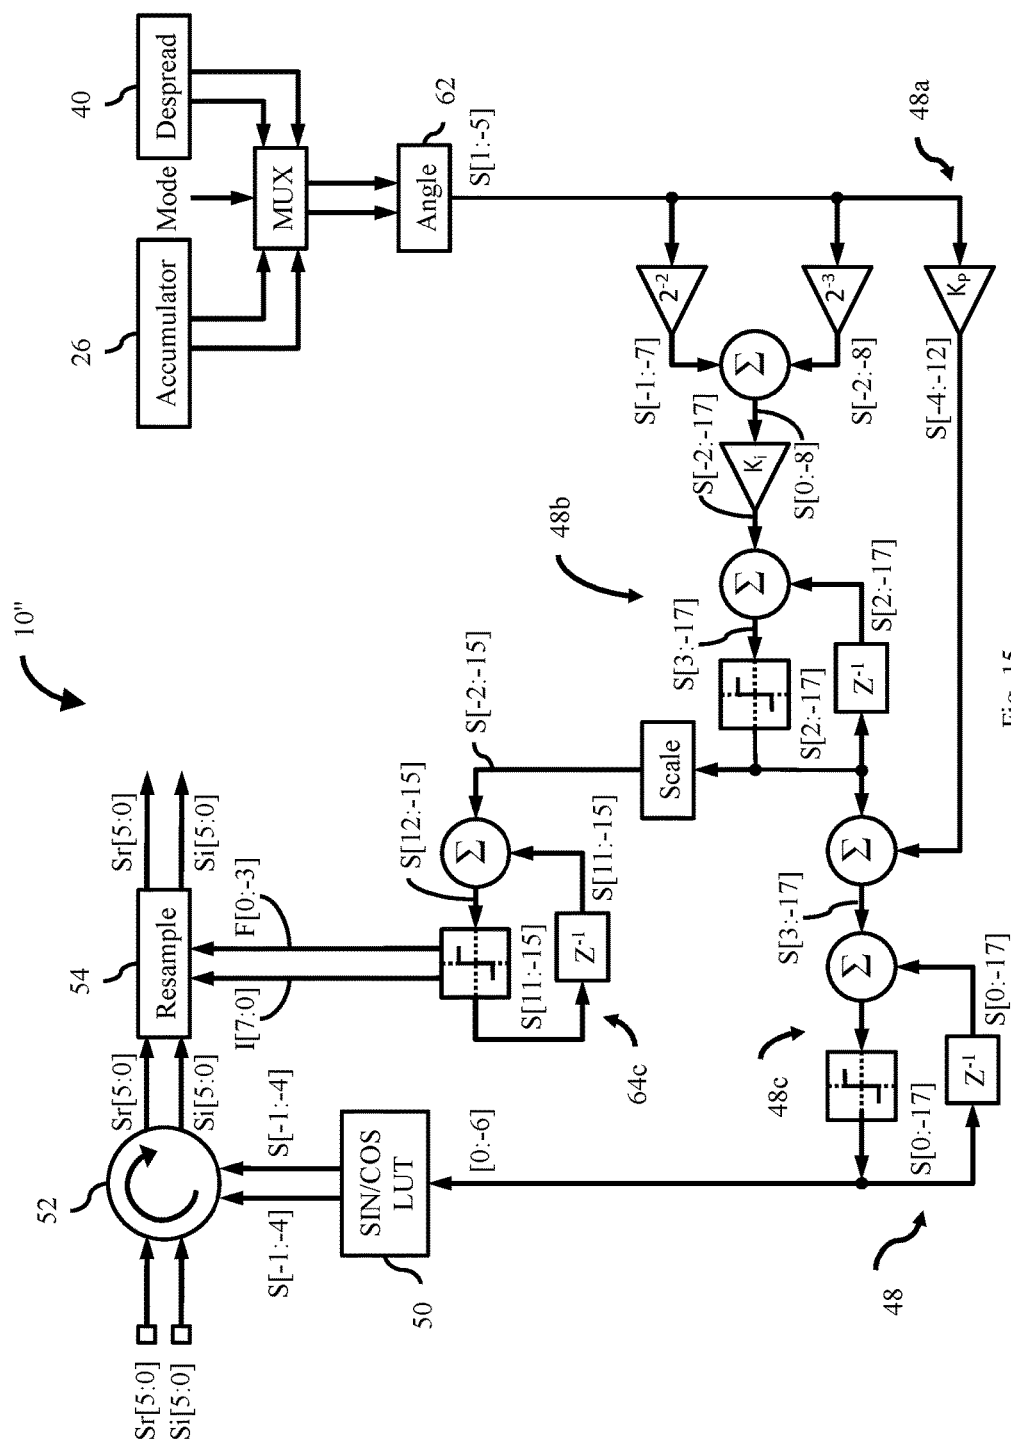 10"
Sr[5:0]
Si[5:0]
52
Sr[5:0]
Si[5:0]
54
Resample
Sr[5:0]
Si[5:0]
26
Accumulator
Mode
40
Despread
MUX
62
Angle
S[1:-5]
S[-1:-4]
S[-1:-4]
50
SIN/COS
LUT
[0:-6]
I[7:0]
F[0:-3]
S[12:-15]
Σ
S[-2:-15]
S[11:-15]
Z-1
S[11:-15]
64c
Scale
48b
S[3:-17]
Σ
S[-2:-17]
Ki
S[0:-8]
Σ
S[-1:-7]
2-2
S[-2:-8]
2-3
S[2:-17]
Z-1
S[2:-17]
48c
S[3:-17]
Σ
Σ
S[-4:-12]
KP
48a
S[0:-17]
Z-1
S[0:-17]
48